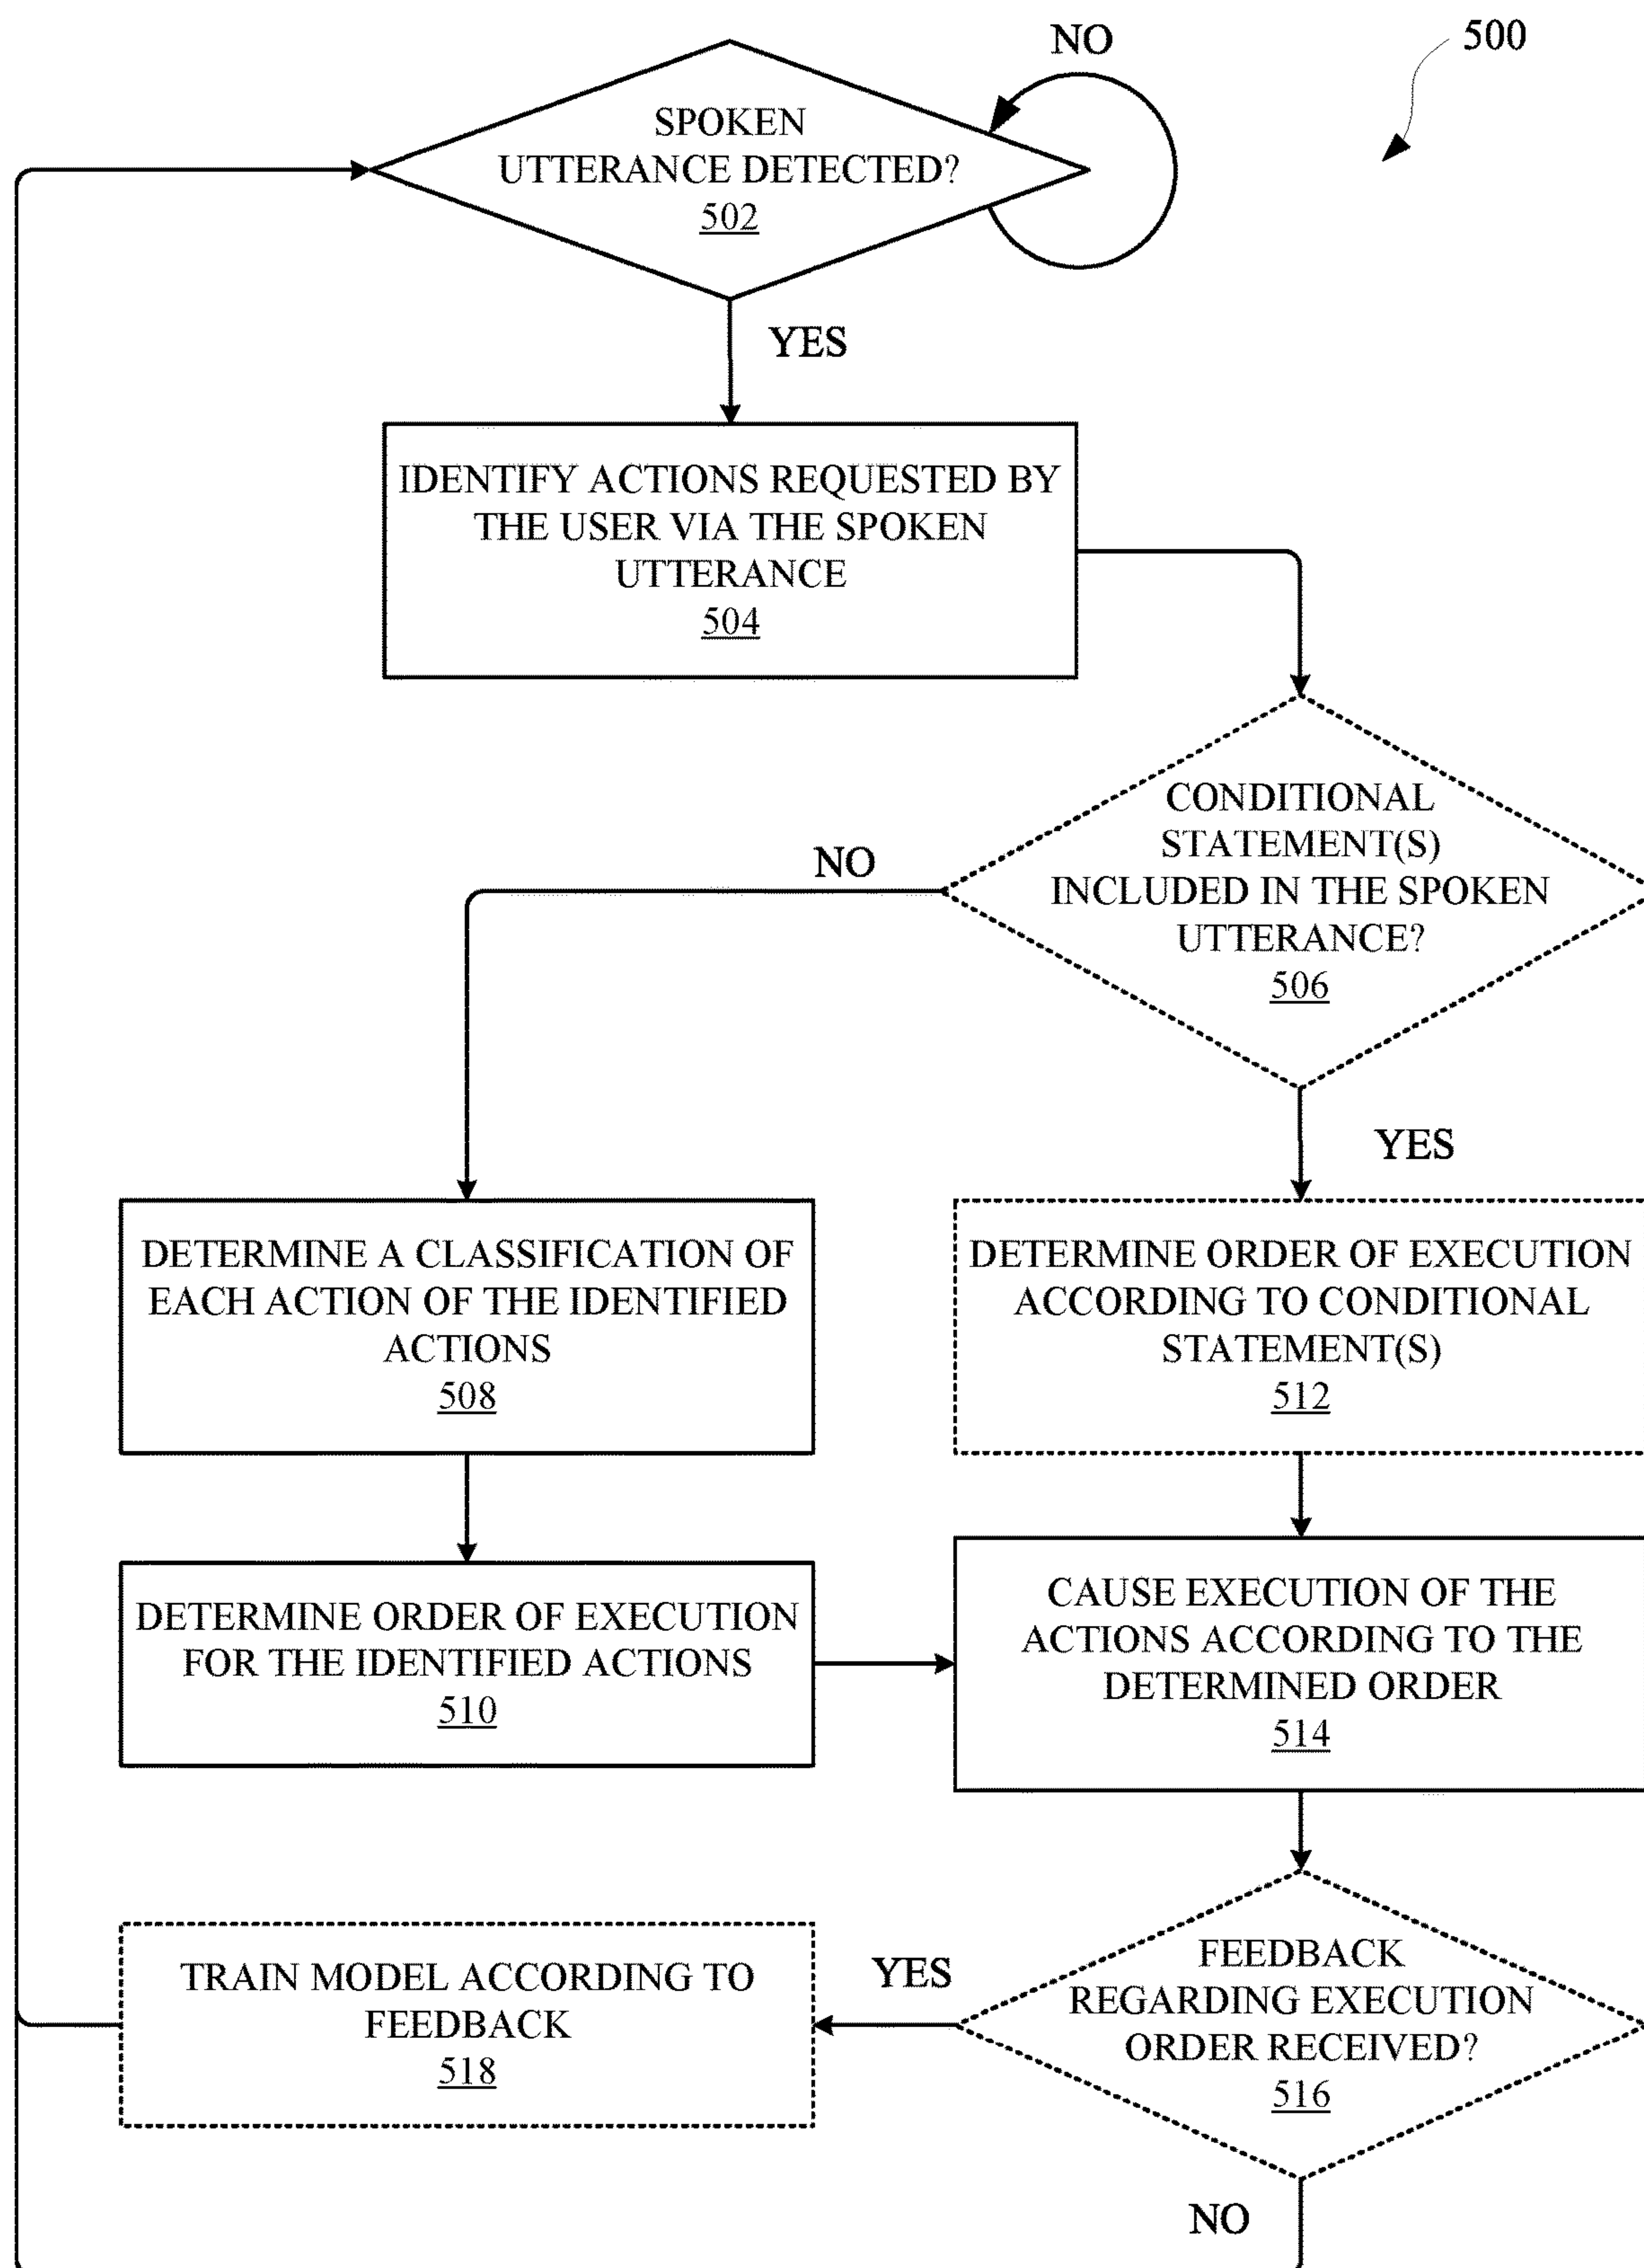 500
NO
SPOKEN
UTTERANCE DETECTED?
502
YES
IDENTIFY ACTIONS REQUESTED BY
THE USER VIA THE SPOKEN
UTTERANCE
504
CONDITIONAL
STATEMENT(S)
INCLUDED IN THE SPOKEN
UTTERANCE?
506
NO
YES
DETERMINE A CLASSIFICATION OF
EACH ACTION OF THE IDENTIFIED
ACTIONS
508
DETERMINE ORDER OF EXECUTION
ACCORDING TO CONDITIONAL
STATEMENT(S)
512
DETERMINE ORDER OF EXECUTION
FOR THE IDENTIFIED ACTIONS
510
CAUSE EXECUTION OF THE
ACTIONS ACCORDING TO THE
DETERMINED ORDER
514
FEEDBACK
REGARDING EXECUTION
ORDER RECEIVED?
516
YES
TRAIN MODEL ACCORDING TO
FEEDBACK
518
NO